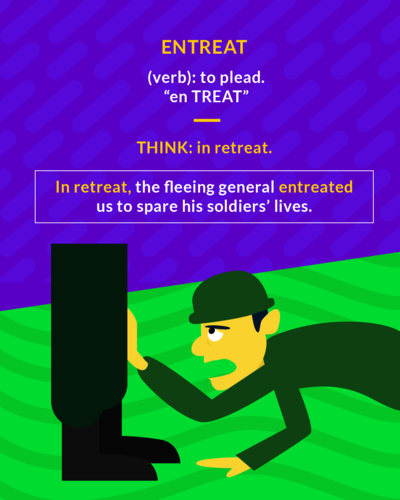 ENTREAT
(verb): to plead.
“en TREAT”
THINK: in retreat.
In retreat, the fleeing general entreated
us to spare his soldiers’ lives.